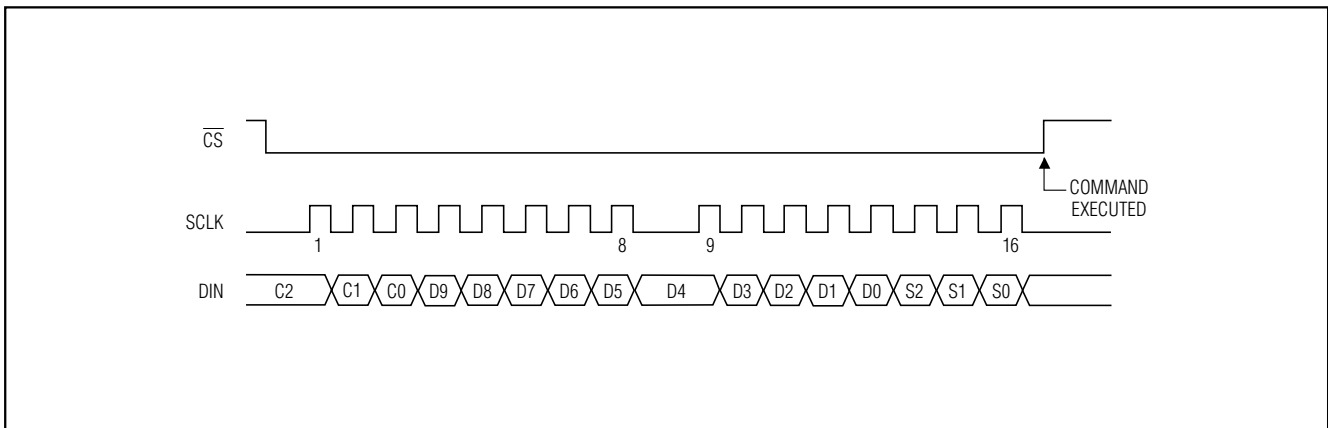 CS
COMMAND
EXECUTED
SCLK
1 8 9 16
DIN C2 C1 C0 D9 D8 D7 D6 D5 D4 D3 D2 D1 D0 S2 S1 S0